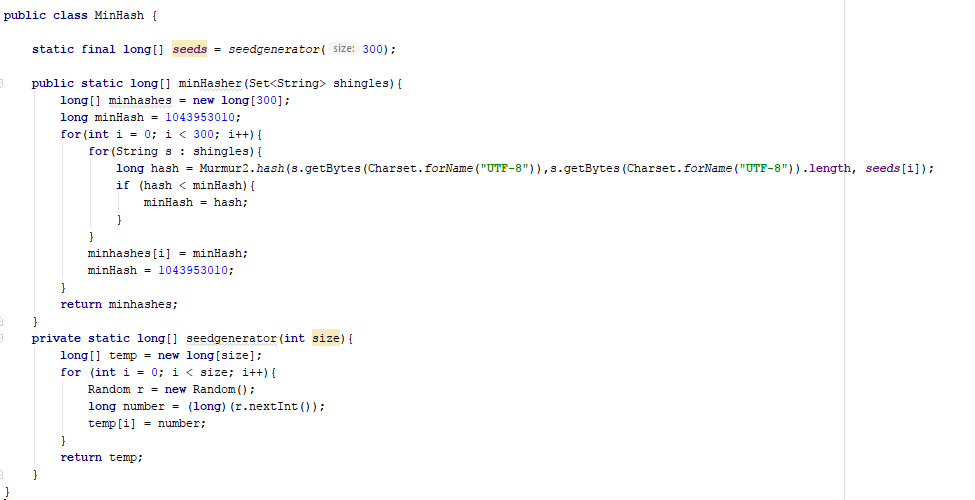 public class MinHash {
static final long[] seeds = seedgenerator( size: 300);
public static long[] minHasher(Set<String> shingles){
long[] minhashes = new long[300];
long minHash = 1043953010;
for(int i = 0; i < 300; i++){
for(String s : shingles){
long hash = Murmur2.hash(s.getBytes(Charset.forName("UTF-8")),s.getBytes(Charset.forName("UTF-8")).length, seeds[i]);
if (hash < minHash){
minHash = hash;
}
}
minhashes[i] = minHash;
minHash = 1043953010;
}
return minhashes;
}
private static long[] seedgenerator(int size){
long[] temp = new long[size];
for (int i = 0; i < size; i++){
Random r = new Random();
long number = (long)(r.nextInt());
temp[i] = number;
}
return temp;
}
}